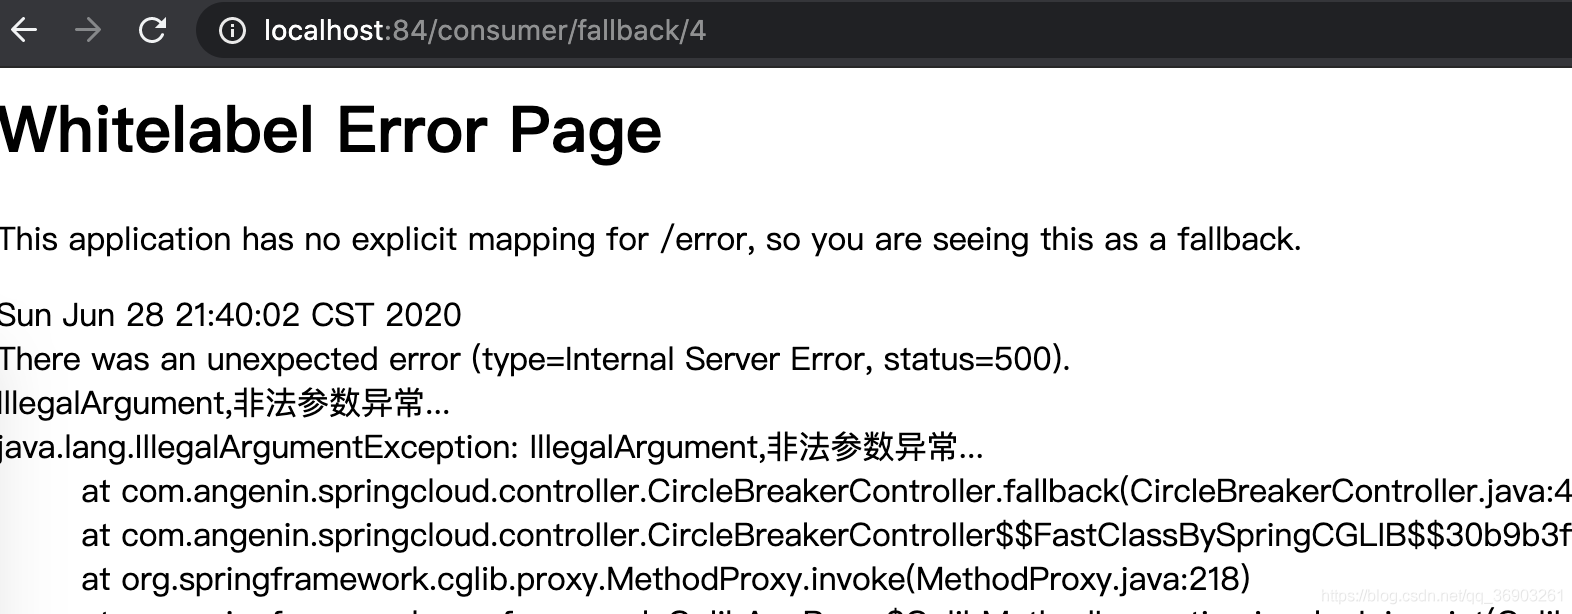 localhost:84/consumer/fallback/4
Whitelabel Error Page
This application has no explicit mapping for /error, so you are seeing this as a fallback.
Sun Jun 28 21:40:02 CST 2020
There was an unexpected error (type=Internal Server Error, status=500).
IllegalArgument,非法参数异常...
java.lang.IllegalArgumentException: IllegalArgument,非法参数异常...
at com.angenin.springcloud.controller.CircleBreakerController.fallback(CircleBreakerController.java:4
at com.angenin.springcloud.controller.CircleBreakerController$$FastClassBySpringCGLIB$$30b9b3f
at org.springframework.cglib.proxy.MethodProxy.invoke(MethodProxy.java:218)
https://blog.csdn.net/qq_36903261